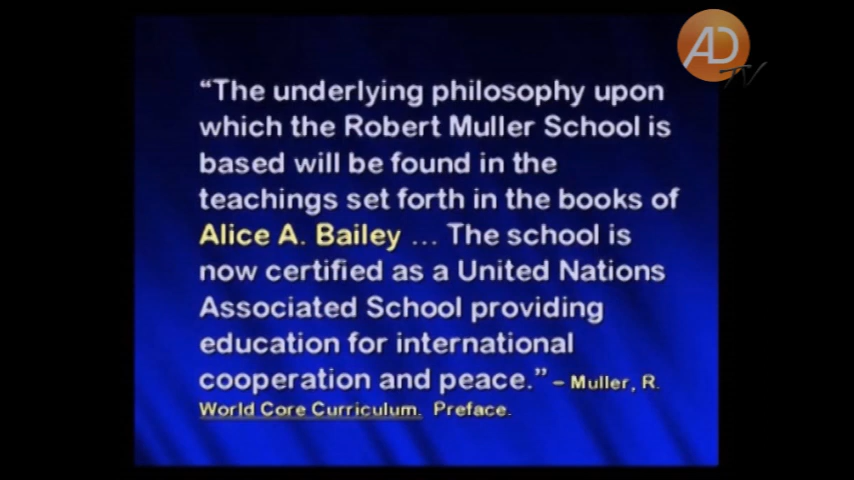 AD
TV
“The underlying philosophy upon
which the Robert Muller School is
based will be found in the
teachings set forth in the books of
Alice A. Bailey ... The school is
now certified as a United Nations
Associated School providing
education for international
cooperation and peace.” – Muller, R.
World Core Curriculum. Preface.